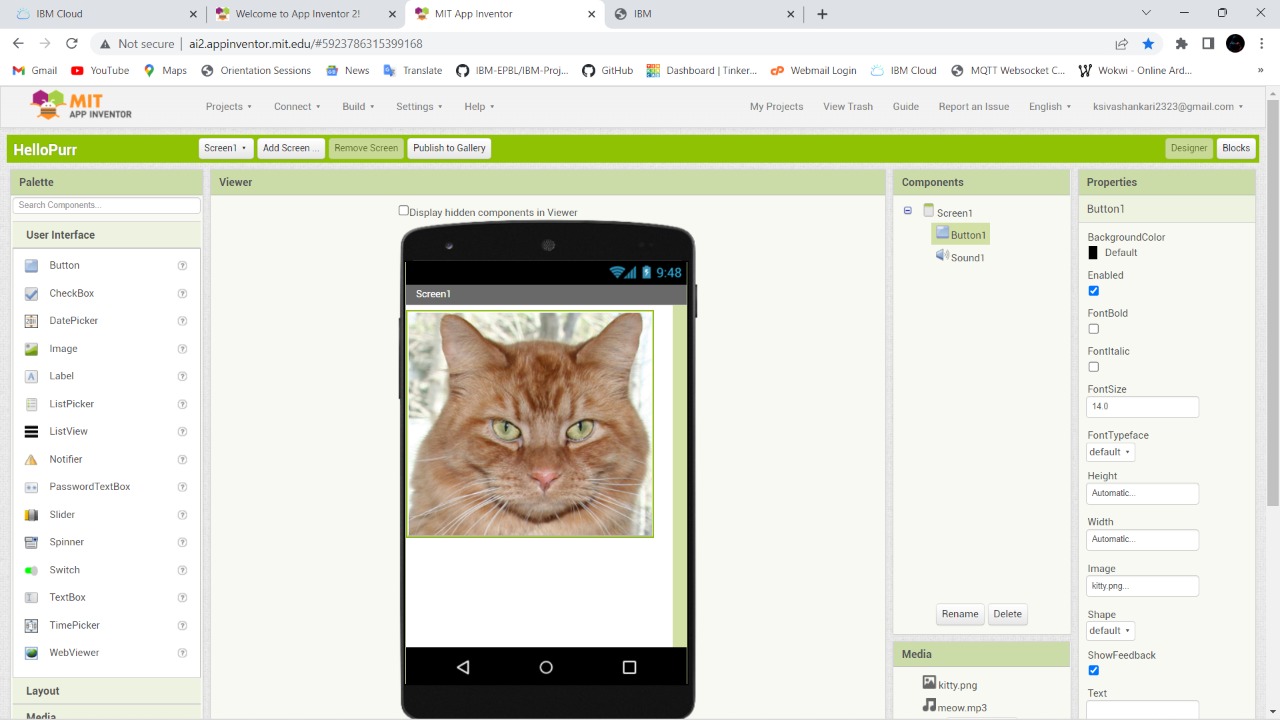 IBM Cloud
Welcome to App Inventor 2!
MIT App Inventor
IBM
Not secure | ai2.appinventor.mit.edu/#5923786315399168
Gmail YouTube Maps Orientation Sessions News Translate IBM-EPBL/IBM-Proj... GitHub Dashboard | Tinker... Webmail Login IBM Cloud MQTT Websocket C... Wokwi - Online Ard... »
MIT
APP INVENTOR
Projects Connect Build Settings Help My Projects View Trash Guide Report an Issue English ksivashankari2323@gmail.com
HelloPurr Screen1 Add Screen ... Remove Screen Publish to Gallery Designer Blocks
Palette
Search Components...
User Interface
Button ?
CheckBox ?
DatePicker ?
Image ?
Label ?
ListPicker ?
ListView ?
Notifier ?
PasswordTextBox ?
Slider ?
Spinner ?
Switch ?
TextBox ?
TimePicker ?
WebViewer ?
Layout
Media
Viewer
Display hidden components in Viewer
9:48
Screen1
Components
Screen1
Button1
Sound1
Rename Delete
Media
kitty.png
meow.mp3
Properties
Button1
BackgroundColor
Default
Enabled
FontBold
FontItalic
FontSize
14.0
FontTypeface
default
Height
Automatic...
Width
Automatic...
Image
kitty.png...
Shape
default
ShowFeedback
Text